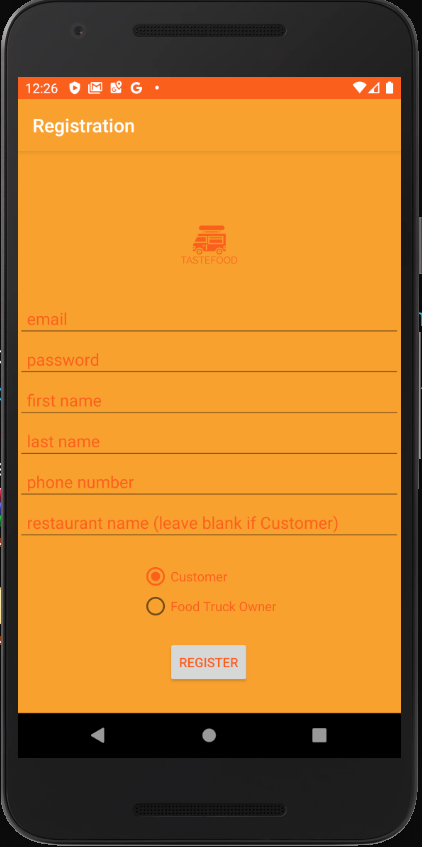 12:26
Registration
TASTEFOOD
email
password
first name
last name
phone number
restaurant name (leave blank if Customer)
Customer
Food Truck Owner
REGISTER